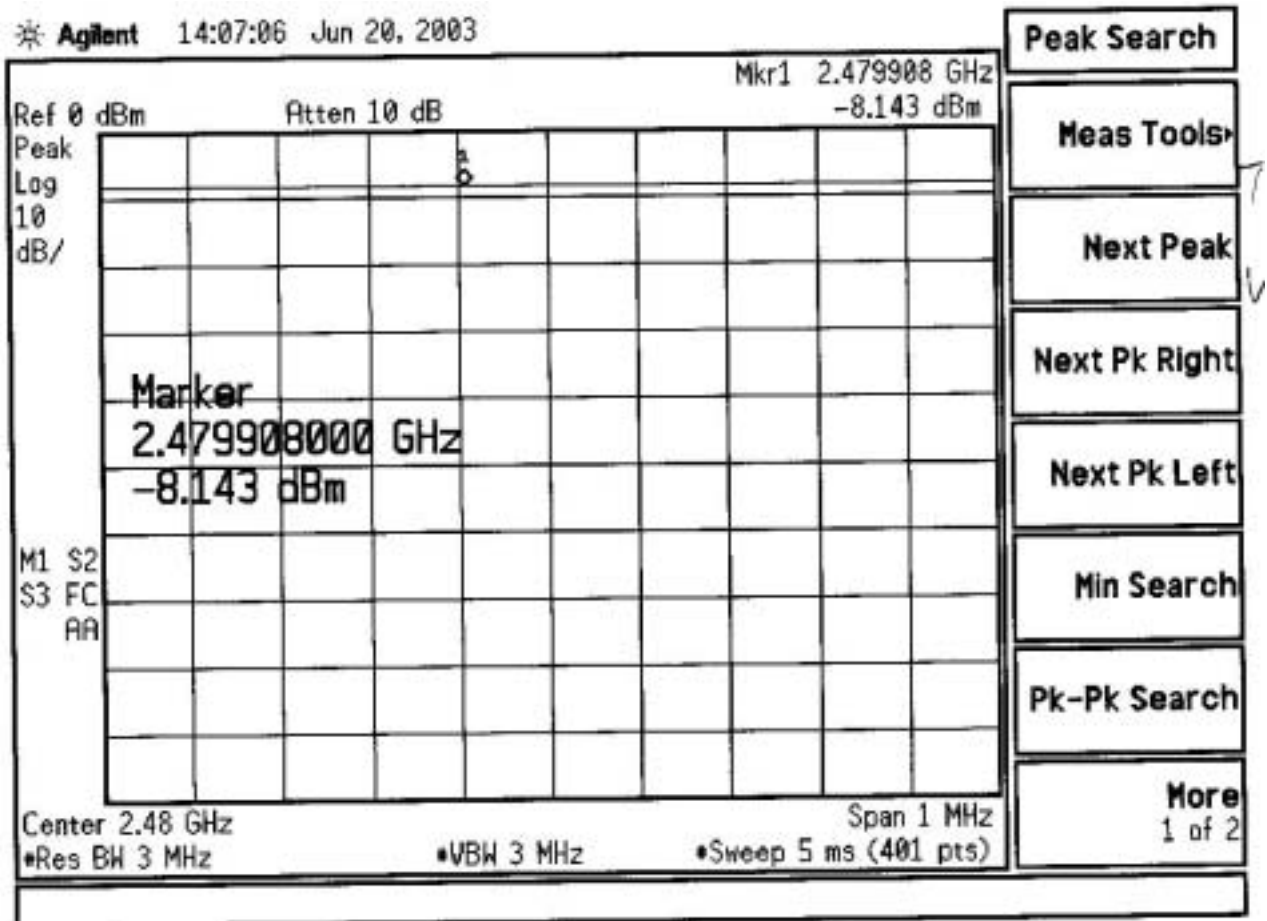 Agilent 14:07:06 Jun 20, 2003
Peak Search
Mkr1 2.479908 GHz
Ref 0 dBm Atten 10 dB -8.143 dBm
Peak
Log
10
dB/
1
Marker
2.479908000 GHz
-8.143 dBm
M1 S2
S3 FC
AA
Center 2.48 GHz Span 1 MHz
•Res BW 3 MHz •VBW 3 MHz •Sweep 5 ms (401 pts)
Meas Tools▸
Next Peak
Next Pk Right
Next Pk Left
Min Search
Pk-Pk Search
More
1 of 2